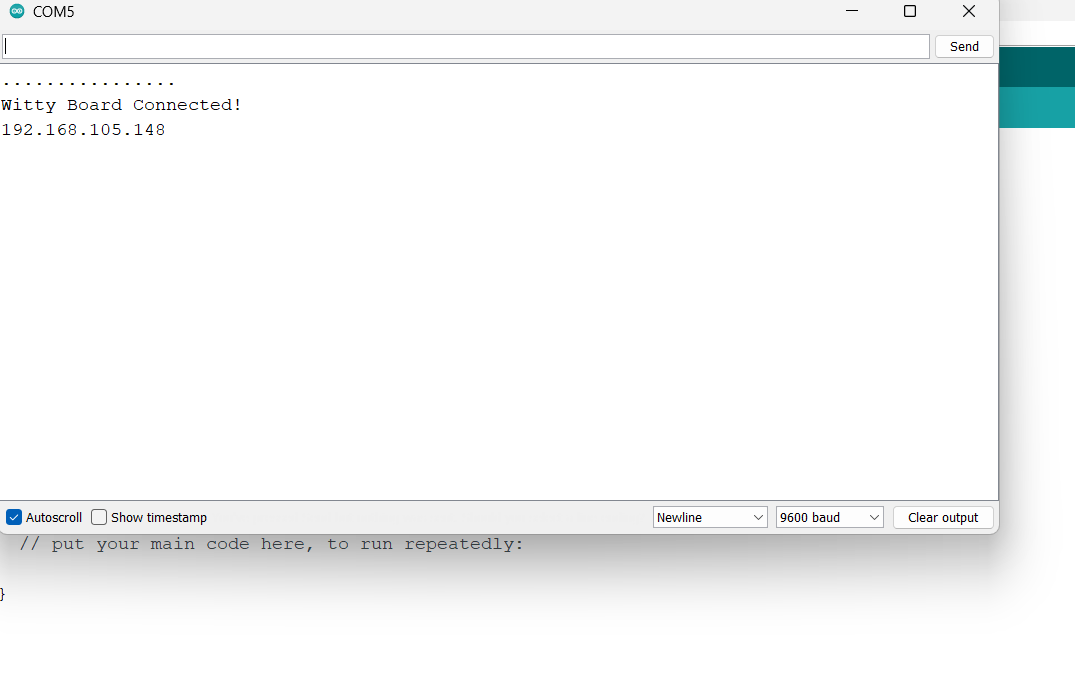 COM5
Send
................
Witty Board Connected!
192.168.105.148
Autoscroll Show timestamp Newline 9600 baud Clear output
// put your main code here, to run repeatedly:
}